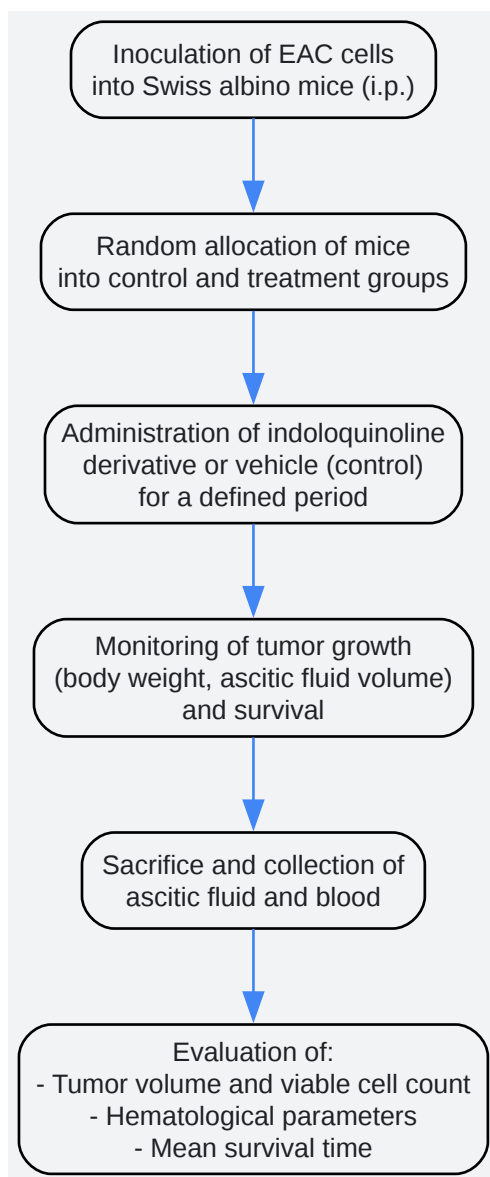 Inoculation of EAC cells
into Swiss albino mice (i.p.)
Random allocation of mice
into control and treatment groups
Administration of indoloquinoline
derivative or vehicle (control)
for a defined period
Monitoring of tumor growth
(body weight, ascitic fluid volume)
and survival
Sacrifice and collection of
ascitic fluid and blood
Evaluation of:
- Tumor volume and viable cell count
- Hematological parameters
- Mean survival time